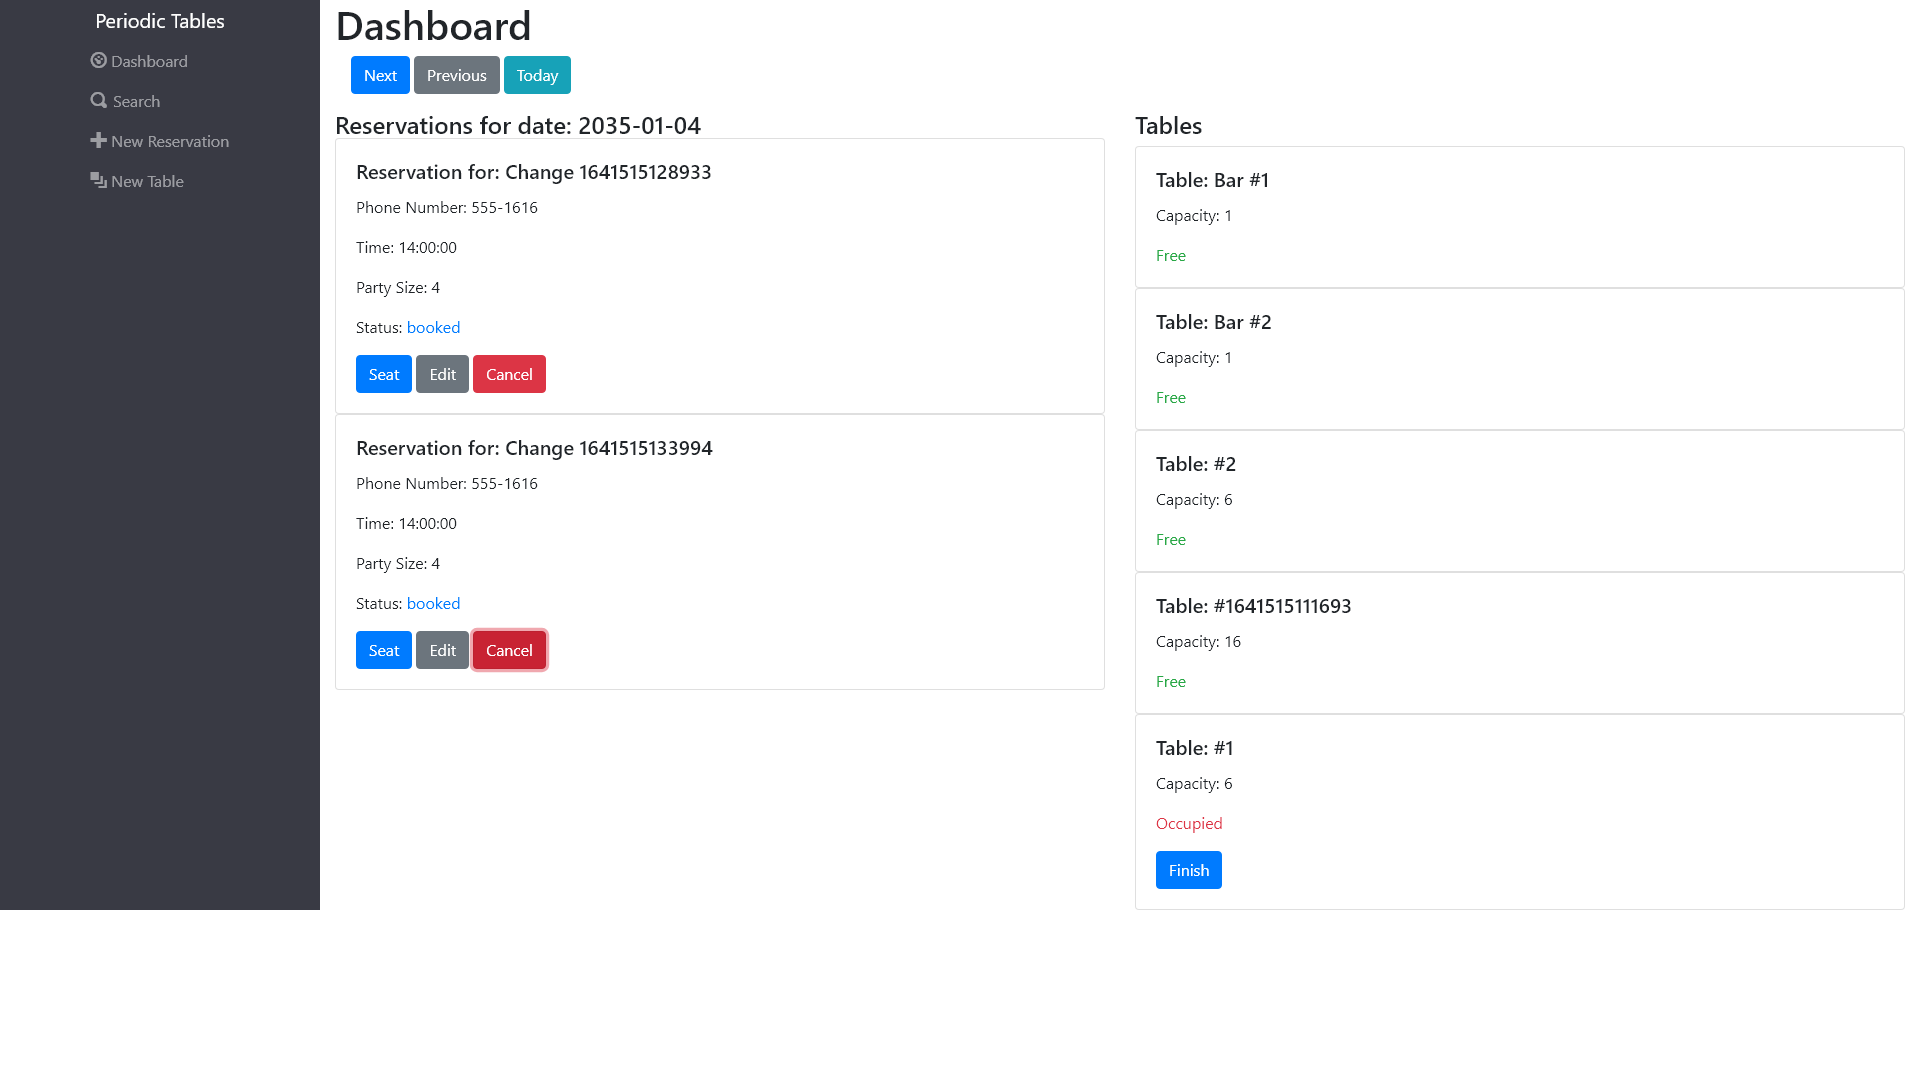 Periodic Tables
Dashboard
Search
New Reservation
New Table
Dashboard
Next Previous Today
Reservations for date: 2035-01-04
Reservation for: Change 1641515128933
Phone Number: 555-1616
Time: 14:00:00
Party Size: 4
Status: booked
Seat Edit Cancel
Reservation for: Change 1641515133994
Phone Number: 555-1616
Time: 14:00:00
Party Size: 4
Status: booked
Seat Edit Cancel
Tables
Table: Bar #1
Capacity: 1
Free
Table: Bar #2
Capacity: 1
Free
Table: #2
Capacity: 6
Free
Table: #1641515111693
Capacity: 16
Free
Table: #1
Capacity: 6
Occupied
Finish